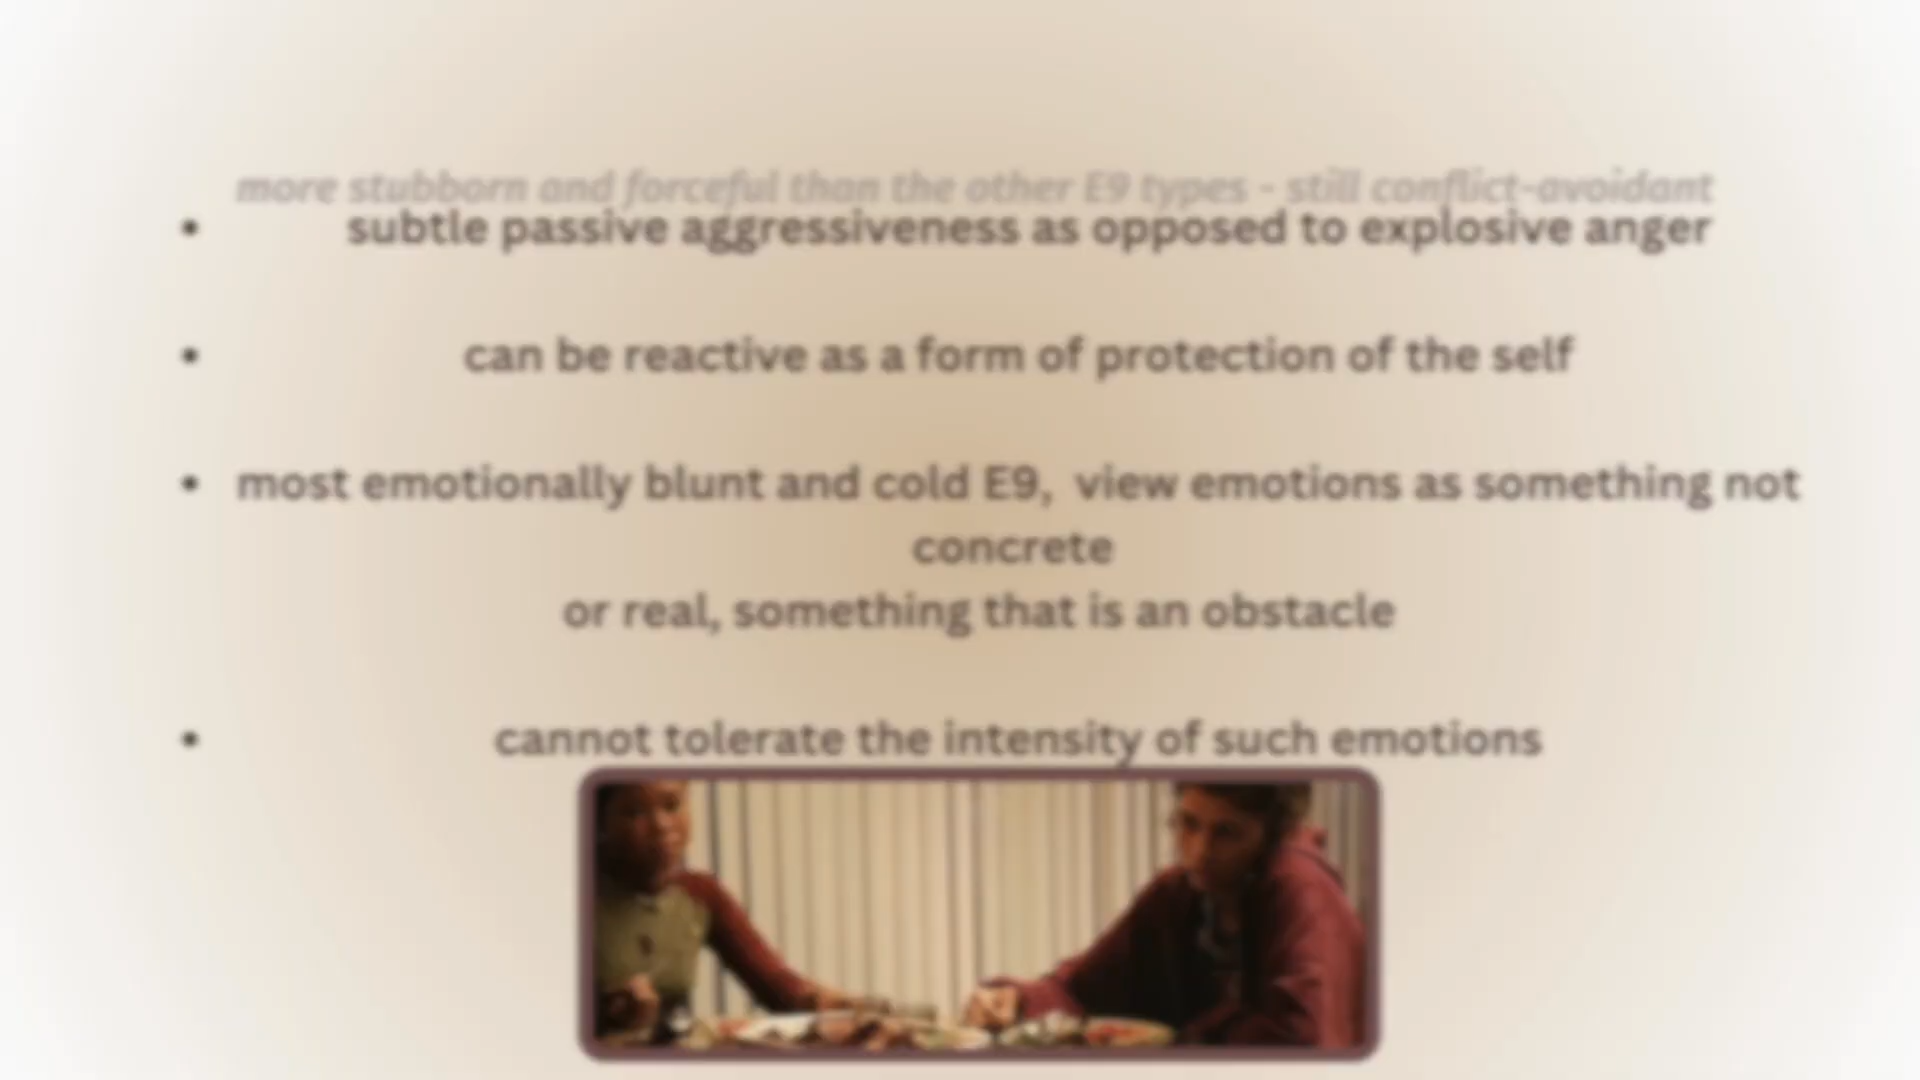 more stubborn and forceful than the other E9 types - still conflict-avoidant
• subtle passive aggressiveness as opposed to explosive anger
• can be reactive as a form of protection of the self
• most emotionally blunt and cold E9, view emotions as something not
concrete
or real, something that is an obstacle
• cannot tolerate the intensity of such emotions